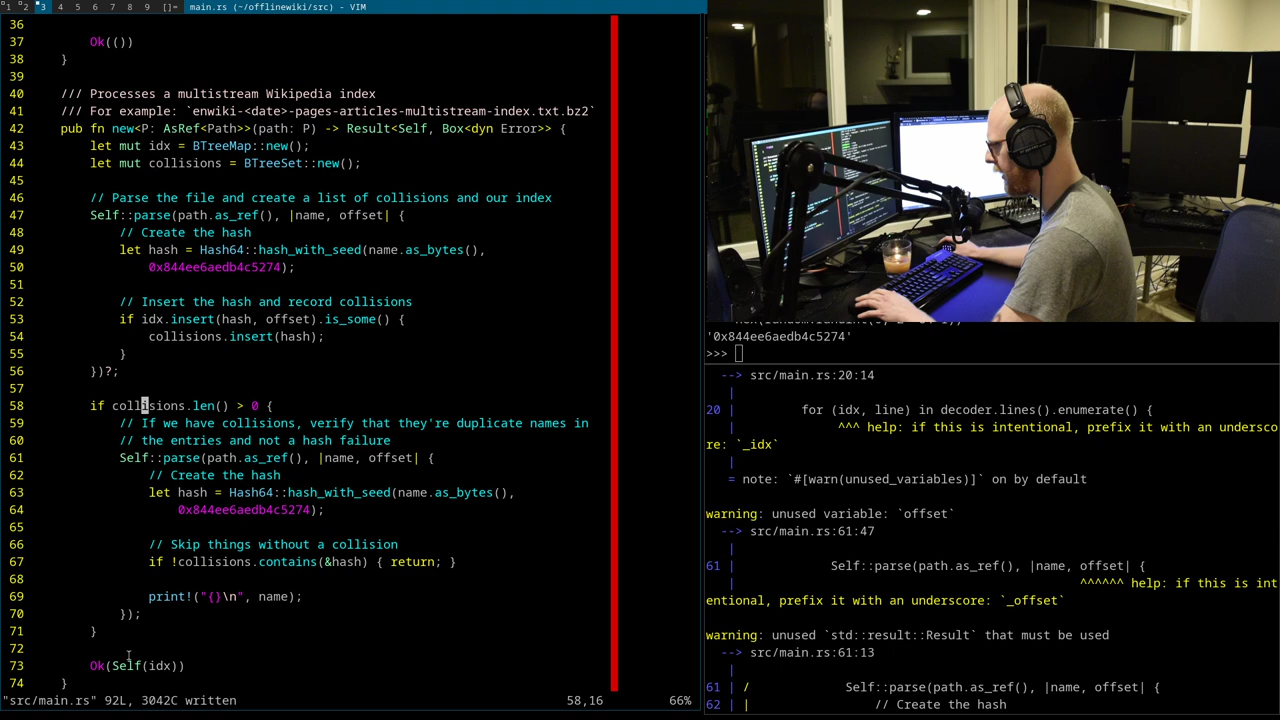 1 2 3 4 5 6 7 8 9 []= main.rs (~/offlinewiki/src) - VIM
36
37 Ok(())
38 }
39
40 /// Processes a multistream Wikipedia index
41 /// For example: `enwiki-<date>-pages-articles-multistream-index.txt.bz2`
42 pub fn new<P: AsRef<Path>>(path: P) -> Result<Self, Box<dyn Error>> {
43 let mut idx = BTreeMap::new();
44 let mut collisions = BTreeSet::new();
45
46 // Parse the file and create a list of collisions and our index
47 Self::parse(path.as_ref(), |name, offset| {
48 // Create the hash
49 let hash = Hash64::hash_with_seed(name.as_bytes(),
50 0x844ee6aedb4c5274);
51
52 // Insert the hash and record collisions
53 if idx.insert(hash, offset).is_some() {
54 collisions.insert(hash);
55 }
56 })?;
57
58 if collisions.len() > 0 {
59 // If we have collisions, verify that they're duplicate names in
60 // the entries and not a hash failure
61 Self::parse(path.as_ref(), |name, offset| {
62 // Create the hash
63 let hash = Hash64::hash_with_seed(name.as_bytes(),
64 0x844ee6aedb4c5274);
65
66 // Skip things without a collision
67 if !collisions.contains(&hash) { return; }
68
69 print!("{}\n", name);
70 });
71 }
72
73 Ok(Self(idx))
74 }
"src/main.rs" 92L, 3042C written 58,16 66%
'0x844ee6aedb4c5274'
>>>
--> src/main.rs:20:14
|
20 | for (idx, line) in decoder.lines().enumerate() {
| ^^^ help: if this is intentional, prefix it with an undersco
re: `_idx`
|
= note: `#[warn(unused_variables)]` on by default
warning: unused variable: `offset`
--> src/main.rs:61:47
|
61 | Self::parse(path.as_ref(), |name, offset| {
| ^^^^^^ help: if this is int
entional, prefix it with an underscore: `_offset`
warning: unused `std::result::Result` that must be used
--> src/main.rs:61:13
|
61 | / Self::parse(path.as_ref(), |name, offset| {
62 | | // Create the hash